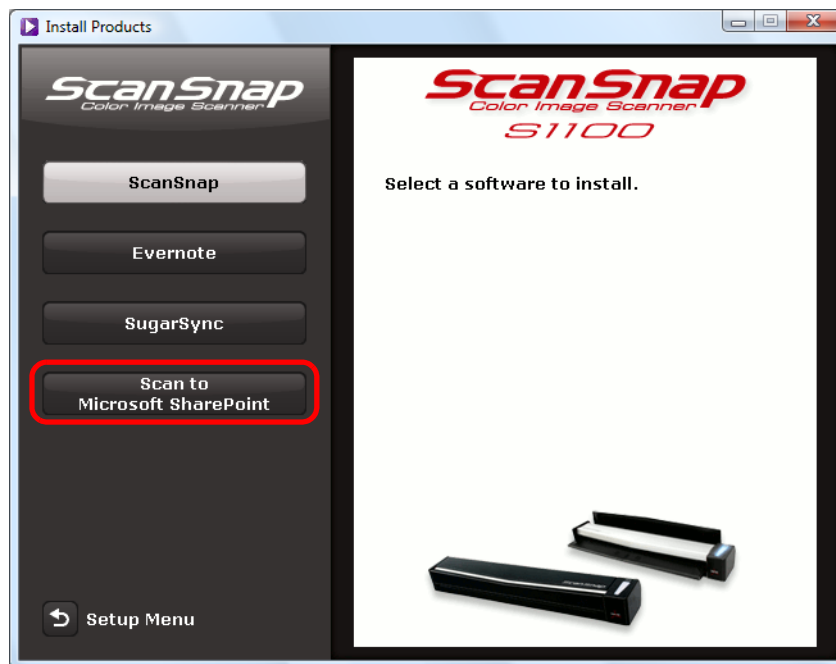 Install Products
ScanSnap
Color Image Scanner
ScanSnap
Evernote
SugarSync
Scan to
Microsoft SharePoint
Setup Menu
ScanSnap
Color Image Scanner
S1100
Select a software to install.
ScanSnap